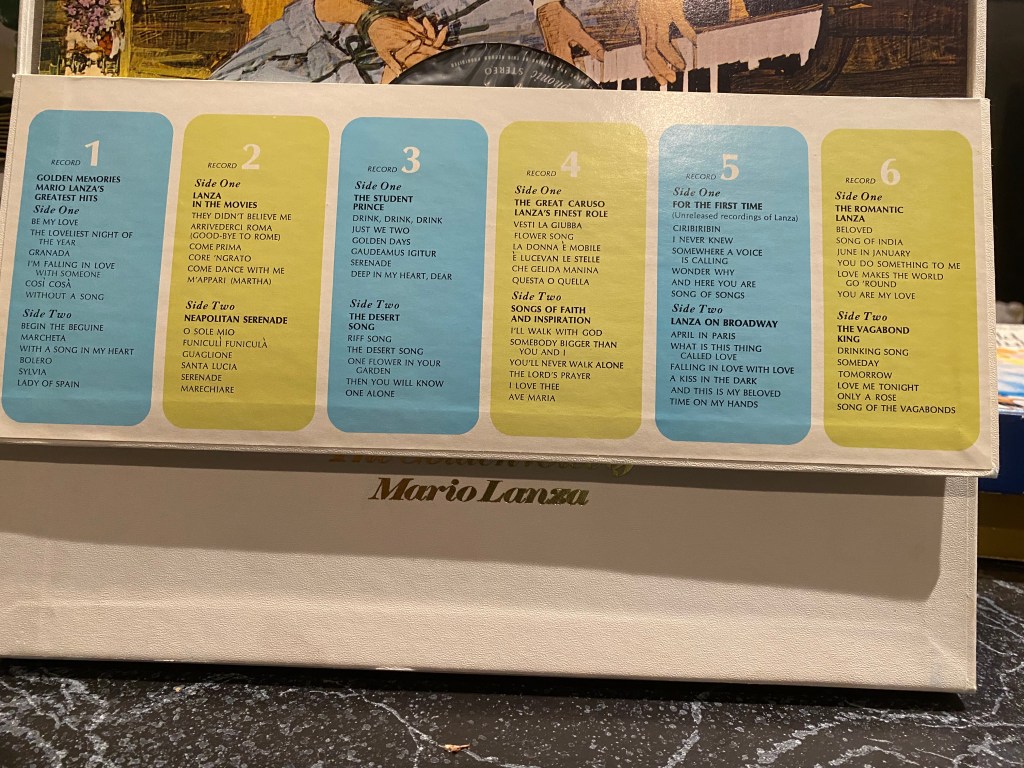 STEREO
RECORD 1
GOLDEN MEMORIES
MARIO LANZA'S
GREATEST HITS
Side One
BE MY LOVE
THE LOVELIEST NIGHT OF
THE YEAR
GRANADA
I'M FALLING IN LOVE
WITH SOMEONE
COSÌ COSÀ
WITHOUT A SONG
Side Two
BEGIN THE BEGUINE
MARCHETA
WITH A SONG IN MY HEART
BOLERO
SYLVIA
LADY OF SPAIN
RECORD 2
Side One
LANZA
IN THE MOVIES
THEY DIDN'T BELIEVE ME
ARRIVEDERCI ROMA
(GOOD-BYE TO ROME)
COME PRIMA
CORE 'NGRATO
COME DANCE WITH ME
M'APPARI (MARTHA)
Side Two
NEAPOLITAN SERENADE
O SOLE MIO
FUNICULÌ FUNICULÀ
GUAGLIONE
SANTA LUCIA
SERENADE
MARECHIARE
RECORD 3
Side One
THE STUDENT
PRINCE
DRINK, DRINK, DRINK
JUST WE TWO
GOLDEN DAYS
GAUDEAMUS IGITUR
SERENADE
DEEP IN MY HEART, DEAR
Side Two
THE DESERT
SONG
RIFF SONG
THE DESERT SONG
ONE FLOWER IN YOUR
GARDEN
THEN YOU WILL KNOW
ONE ALONE
RECORD 4
Side One
THE GREAT CARUSO
LANZA'S FINEST ROLE
VESTI LA GIUBBA
FLOWER SONG
LA DONNA È MOBILE
E LUCEVAN LE STELLE
CHE GELIDA MANINA
QUESTA O QUELLA
Side Two
SONGS OF FAITH
AND INSPIRATION
I'LL WALK WITH GOD
SOMEBODY BIGGER THAN
YOU AND I
YOU'LL NEVER WALK ALONE
THE LORD'S PRAYER
I LOVE THEE
AVE MARIA
RECORD 5
Side One
FOR THE FIRST TIME
(Unreleased recordings of Lanza)
CIRIBIRIBIN
I NEVER KNEW
SOMEWHERE A VOICE
IS CALLING
WONDER WHY
AND HERE YOU ARE
SONG OF SONGS
Side Two
LANZA ON BROADWAY
APRIL IN PARIS
WHAT IS THIS THING
CALLED LOVE
FALLING IN LOVE WITH LOVE
A KISS IN THE DARK
AND THIS IS MY BELOVED
TIME ON MY HANDS
RECORD 6
Side One
THE ROMANTIC
LANZA
BELOVED
SONG OF INDIA
JUNE IN JANUARY
YOU DO SOMETHING TO ME
LOVE MAKES THE WORLD
GO 'ROUND
YOU ARE MY LOVE
Side Two
THE VAGABOND
KING
DRINKING SONG
SOMEDAY
TOMORROW
LOVE ME TONIGHT
ONLY A ROSE
SONG OF THE VAGABONDS
Mario Lanza